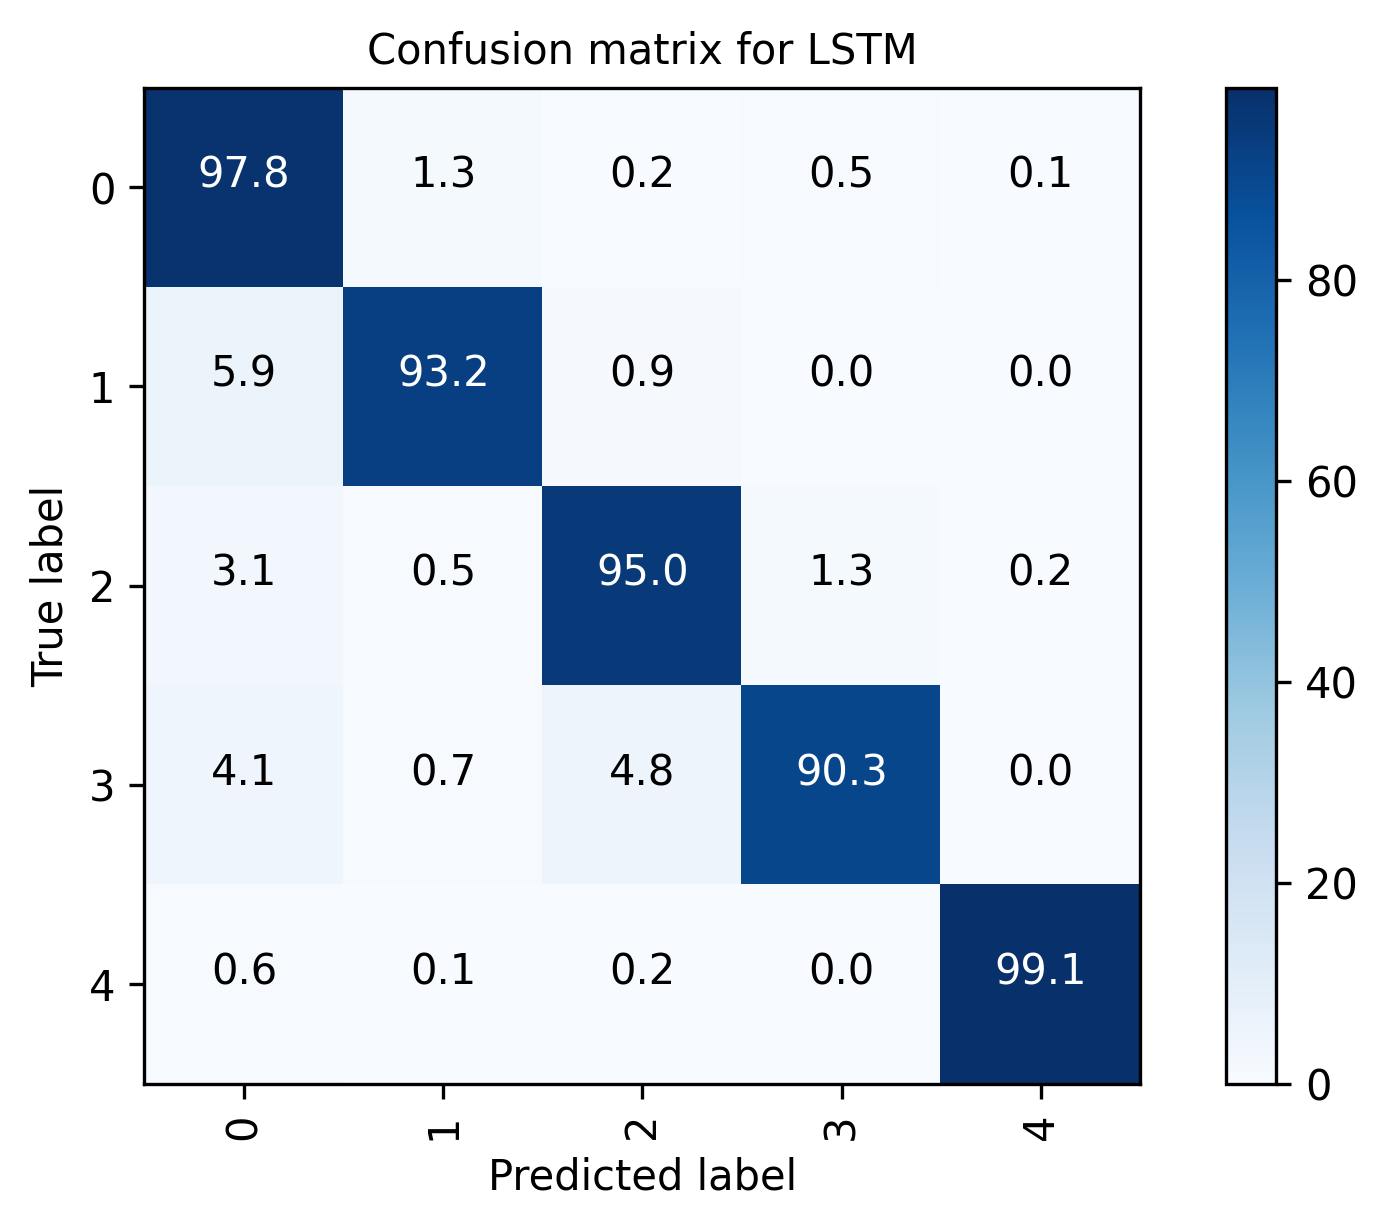 Confusion matrix for LSTM
0 97.8 1.3 0.2 0.5 0.1
1 5.9 93.2 0.9 0.0 0.0
2 3.1 0.5 95.0 1.3 0.2
3 4.1 0.7 4.8 90.3 0.0
4 0.6 0.1 0.2 0.0 99.1
0 1 2 3 4
True label
Predicted label
80
60
40
20
0